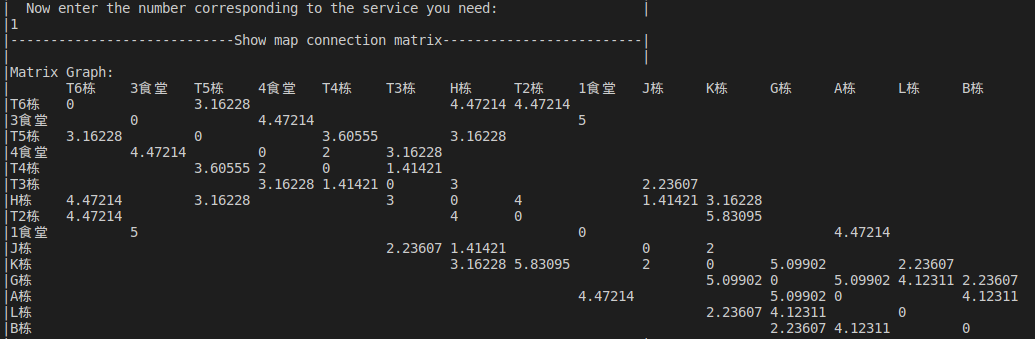 |  Now enter the number corresponding to the service you need:                  |
|1
|----------------------------Show map connection matrix-------------------------|
|                                                                               |
|Matrix Graph:
|       T6栋    3食堂   T5栋    4食堂   T4栋    T3栋    H栋     T2栋    1食堂   J栋     K栋     G栋     A栋     L栋     B栋
|T6栋   0               3.16228                         4.47214 4.47214
|3食堂          0               4.47214                                 5
|T5栋   3.16228         0               3.60555         3.16228
|4食堂          4.47214         0       2       3.16228
|T4栋                   3.60555 2       0       1.41421
|T3栋                           3.16228 1.41421 0       3                       2.23607
|H栋    4.47214         3.16228                 3       0       4               1.41421 3.16228
|T2栋   4.47214                                         4       0                       5.83095
|1食堂          5                                                       0                               4.47214
|J栋                                            2.23607 1.41421                 0       2
|K栋                                                    3.16228 5.83095         2       0       5.09902         2.23607
|G栋                                                                                    5.09902 0       5.09902 4.12311 2.23607
|A栋                                                                    4.47214                 5.09902 0               4.12311
|L栋                                                                                    2.23607 4.12311         0
|B栋                                                                                            2.23607 4.12311         0